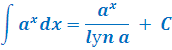 ∫ aˣ dx = aˣ / lyn a + C